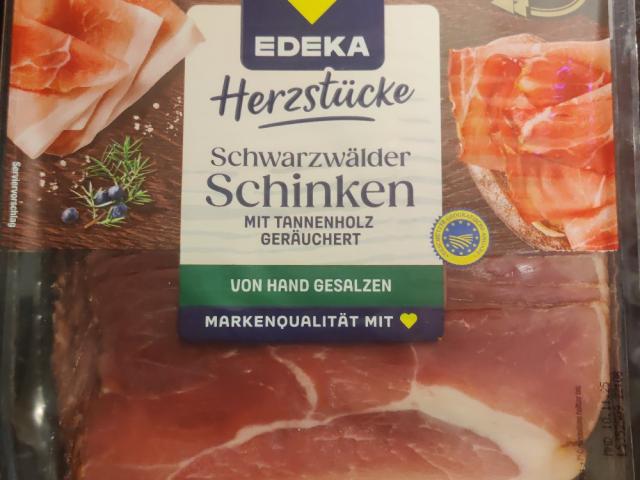 EDEKA
Herzstücke
Schwarzwälder
Schinken
MIT TANNENHOLZ
GERÄUCHERT
VON HAND GESALZEN
MARKENQUALITÄT MIT
Serviervorschlag